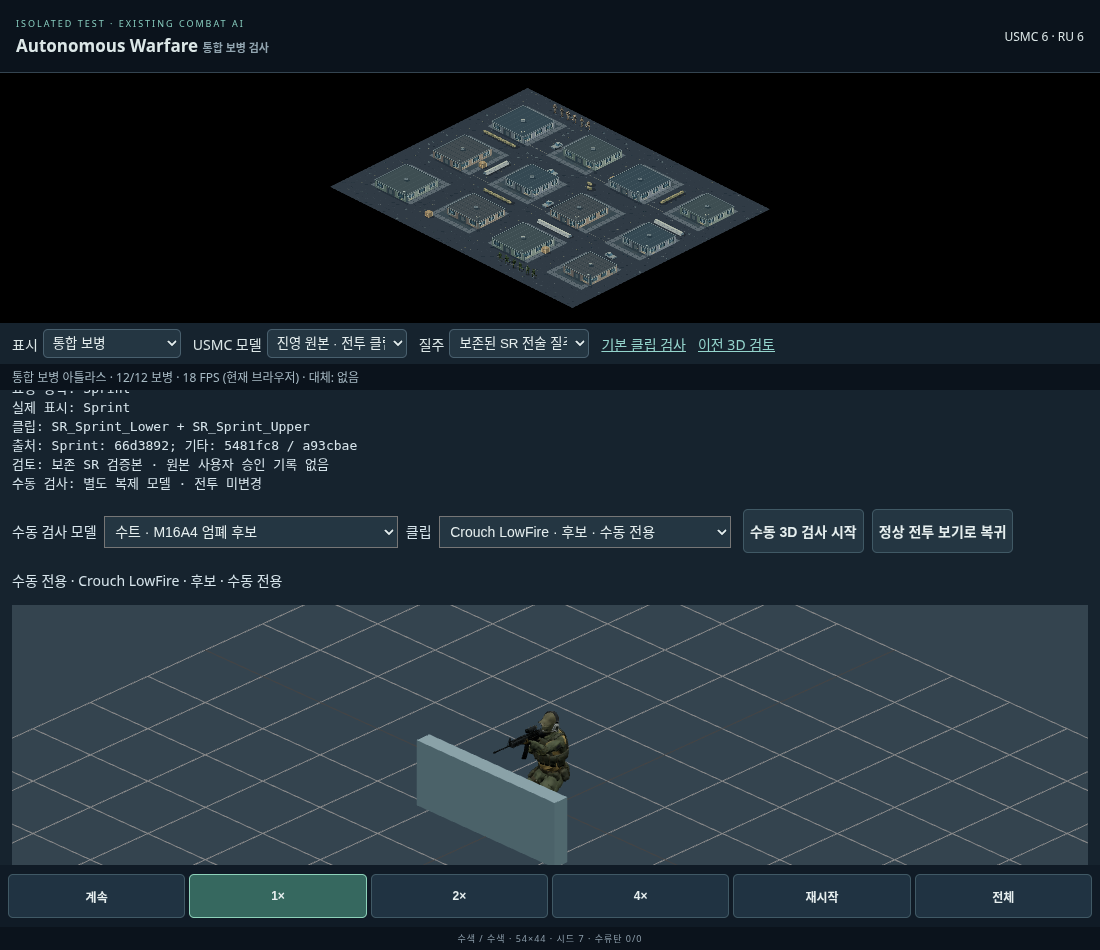 ISOLATED TEST · EXISTING COMBAT AI
Autonomous Warfare 통합 보병 검사
USMC 6 · RU 6
표시 통합 보병 USMC 모델 진영 원본 · 전투 클립 질주 보존된 SR 전술 질주 기본 클립 검사 이전 3D 검토
통합 보병 아틀라스 · 12/12 보병 · 18 FPS (현재 브라우저) · 대체: 없음
실제 표시: Sprint
클립: SR_Sprint_Lower + SR_Sprint_Upper
출처: Sprint: 66d3892; 기타: 5481fc8 / a93cbae
검토: 보존 SR 검증본 · 원본 사용자 승인 기록 없음
수동 검사: 별도 복제 모델 · 전투 미변경
수동 검사 모델 수트 · M16A4 엄폐 후보 클립 Crouch LowFire · 후보 · 수동 전용 수동 3D 검사 시작 정상 전투 보기로 복귀
수동 전용 · Crouch LowFire · 후보 · 수동 전용
계속 1× 2× 4× 재시작 전체
수색 / 수색 · 54×44 · 시드 7 · 수류탄 0/0